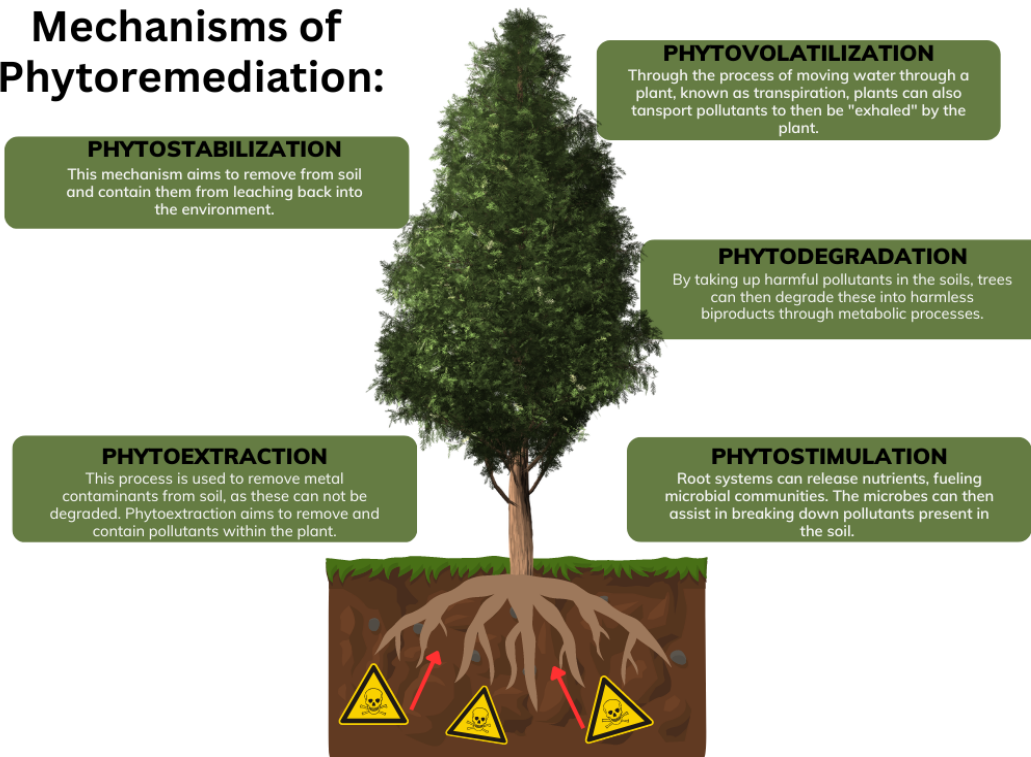 Mechanisms of
Phytoremediation:
PHYTOSTABILIZATION
This mechanism aims to remove from soil
and contain them from leaching back into
the environment.
PHYTOVOLATILIZATION
Through the process of moving water through a
plant, known as transpiration, plants can also
tansport pollutants to then be "exhaled" by the
plant.
PHYTODEGRADATION
By taking up harmful pollutants in the soils, trees
can then degrade these into harmless
biproducts through metabolic processes.
PHYTOEXTRACTION
This process is used to remove metal
contaminants from soil, as these can not be
degraded. Phytoextraction aims to remove and
contain pollutants within the plant.
PHYTOSTIMULATION
Root systems can release nutrients, fueling
microbial communities. The microbes can then
assist in breaking down pollutants present in
the soil.